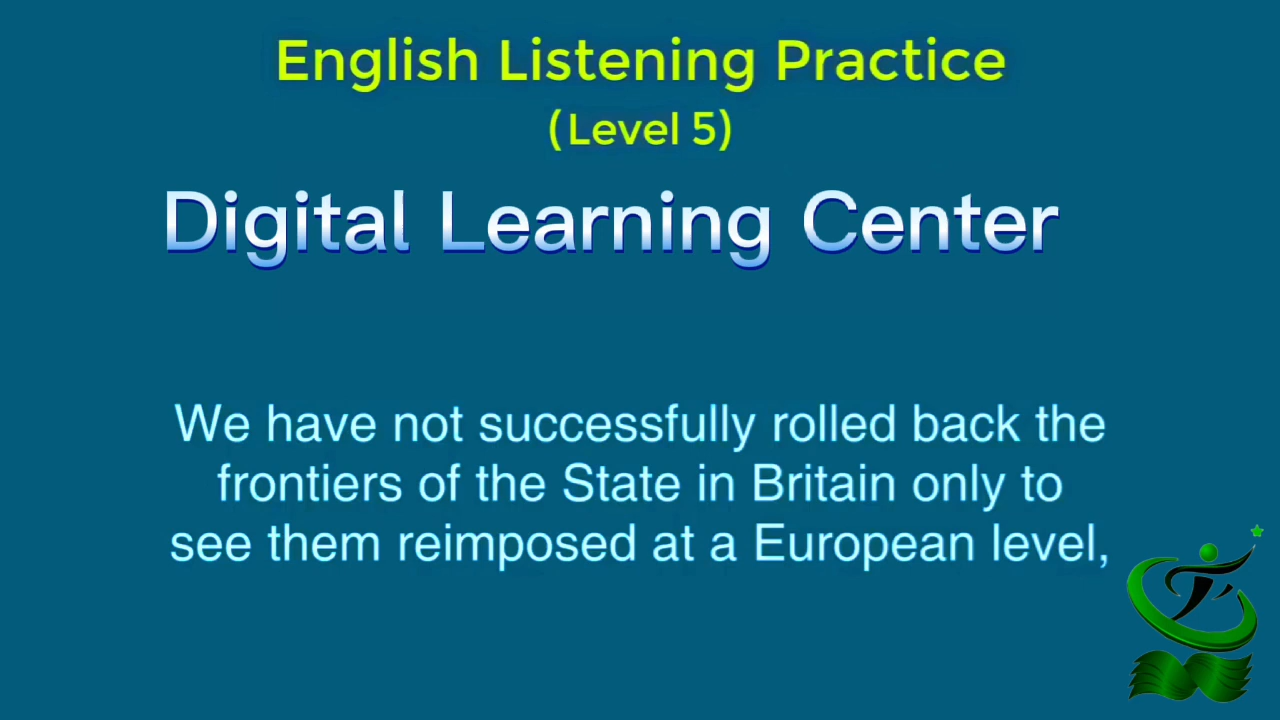 English Listening Practice
(Level 5)
Digital Learning Center
We have not successfully rolled back the
frontiers of the State in Britain only to
see them reimposed at a European level,